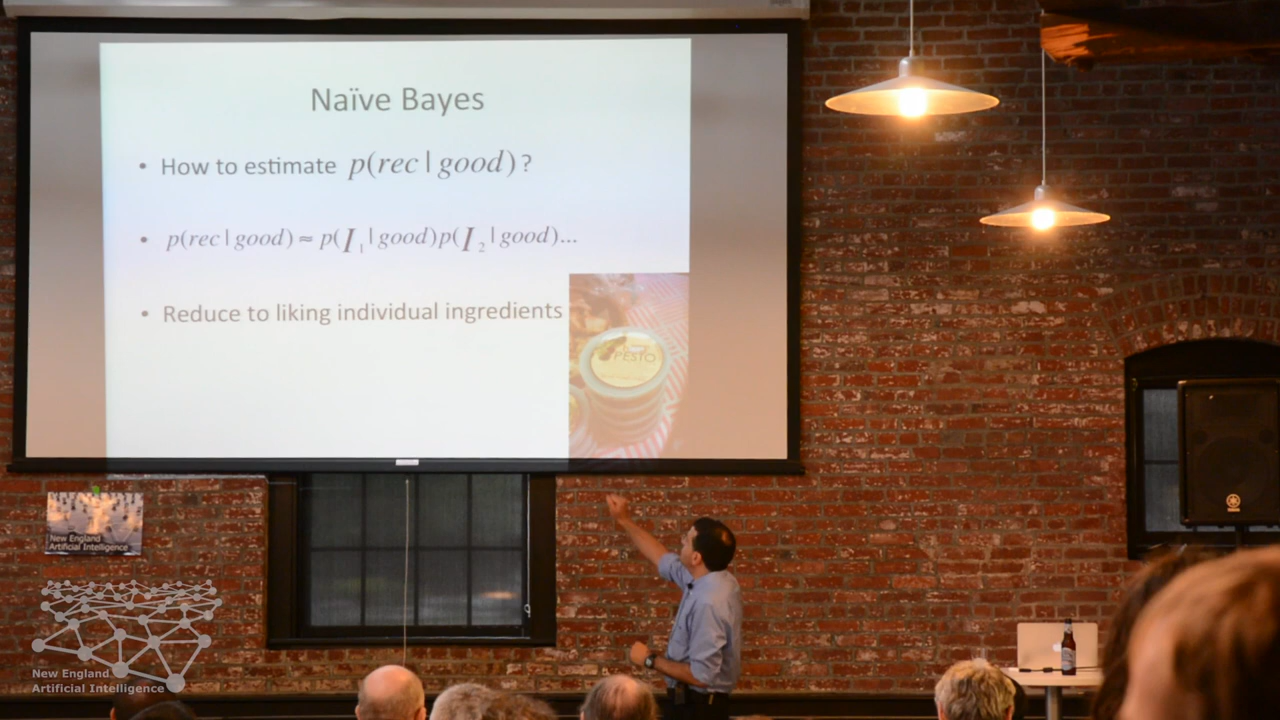 Naïve Bayes
• How to estimate p(rec | good) ?
• p(rec | good) ≈ p(I₁ | good)p(I₂ | good)...
• Reduce to liking individual ingredients
PESTO
New England
Artificial Intelligence
New England
Artificial Intelligence